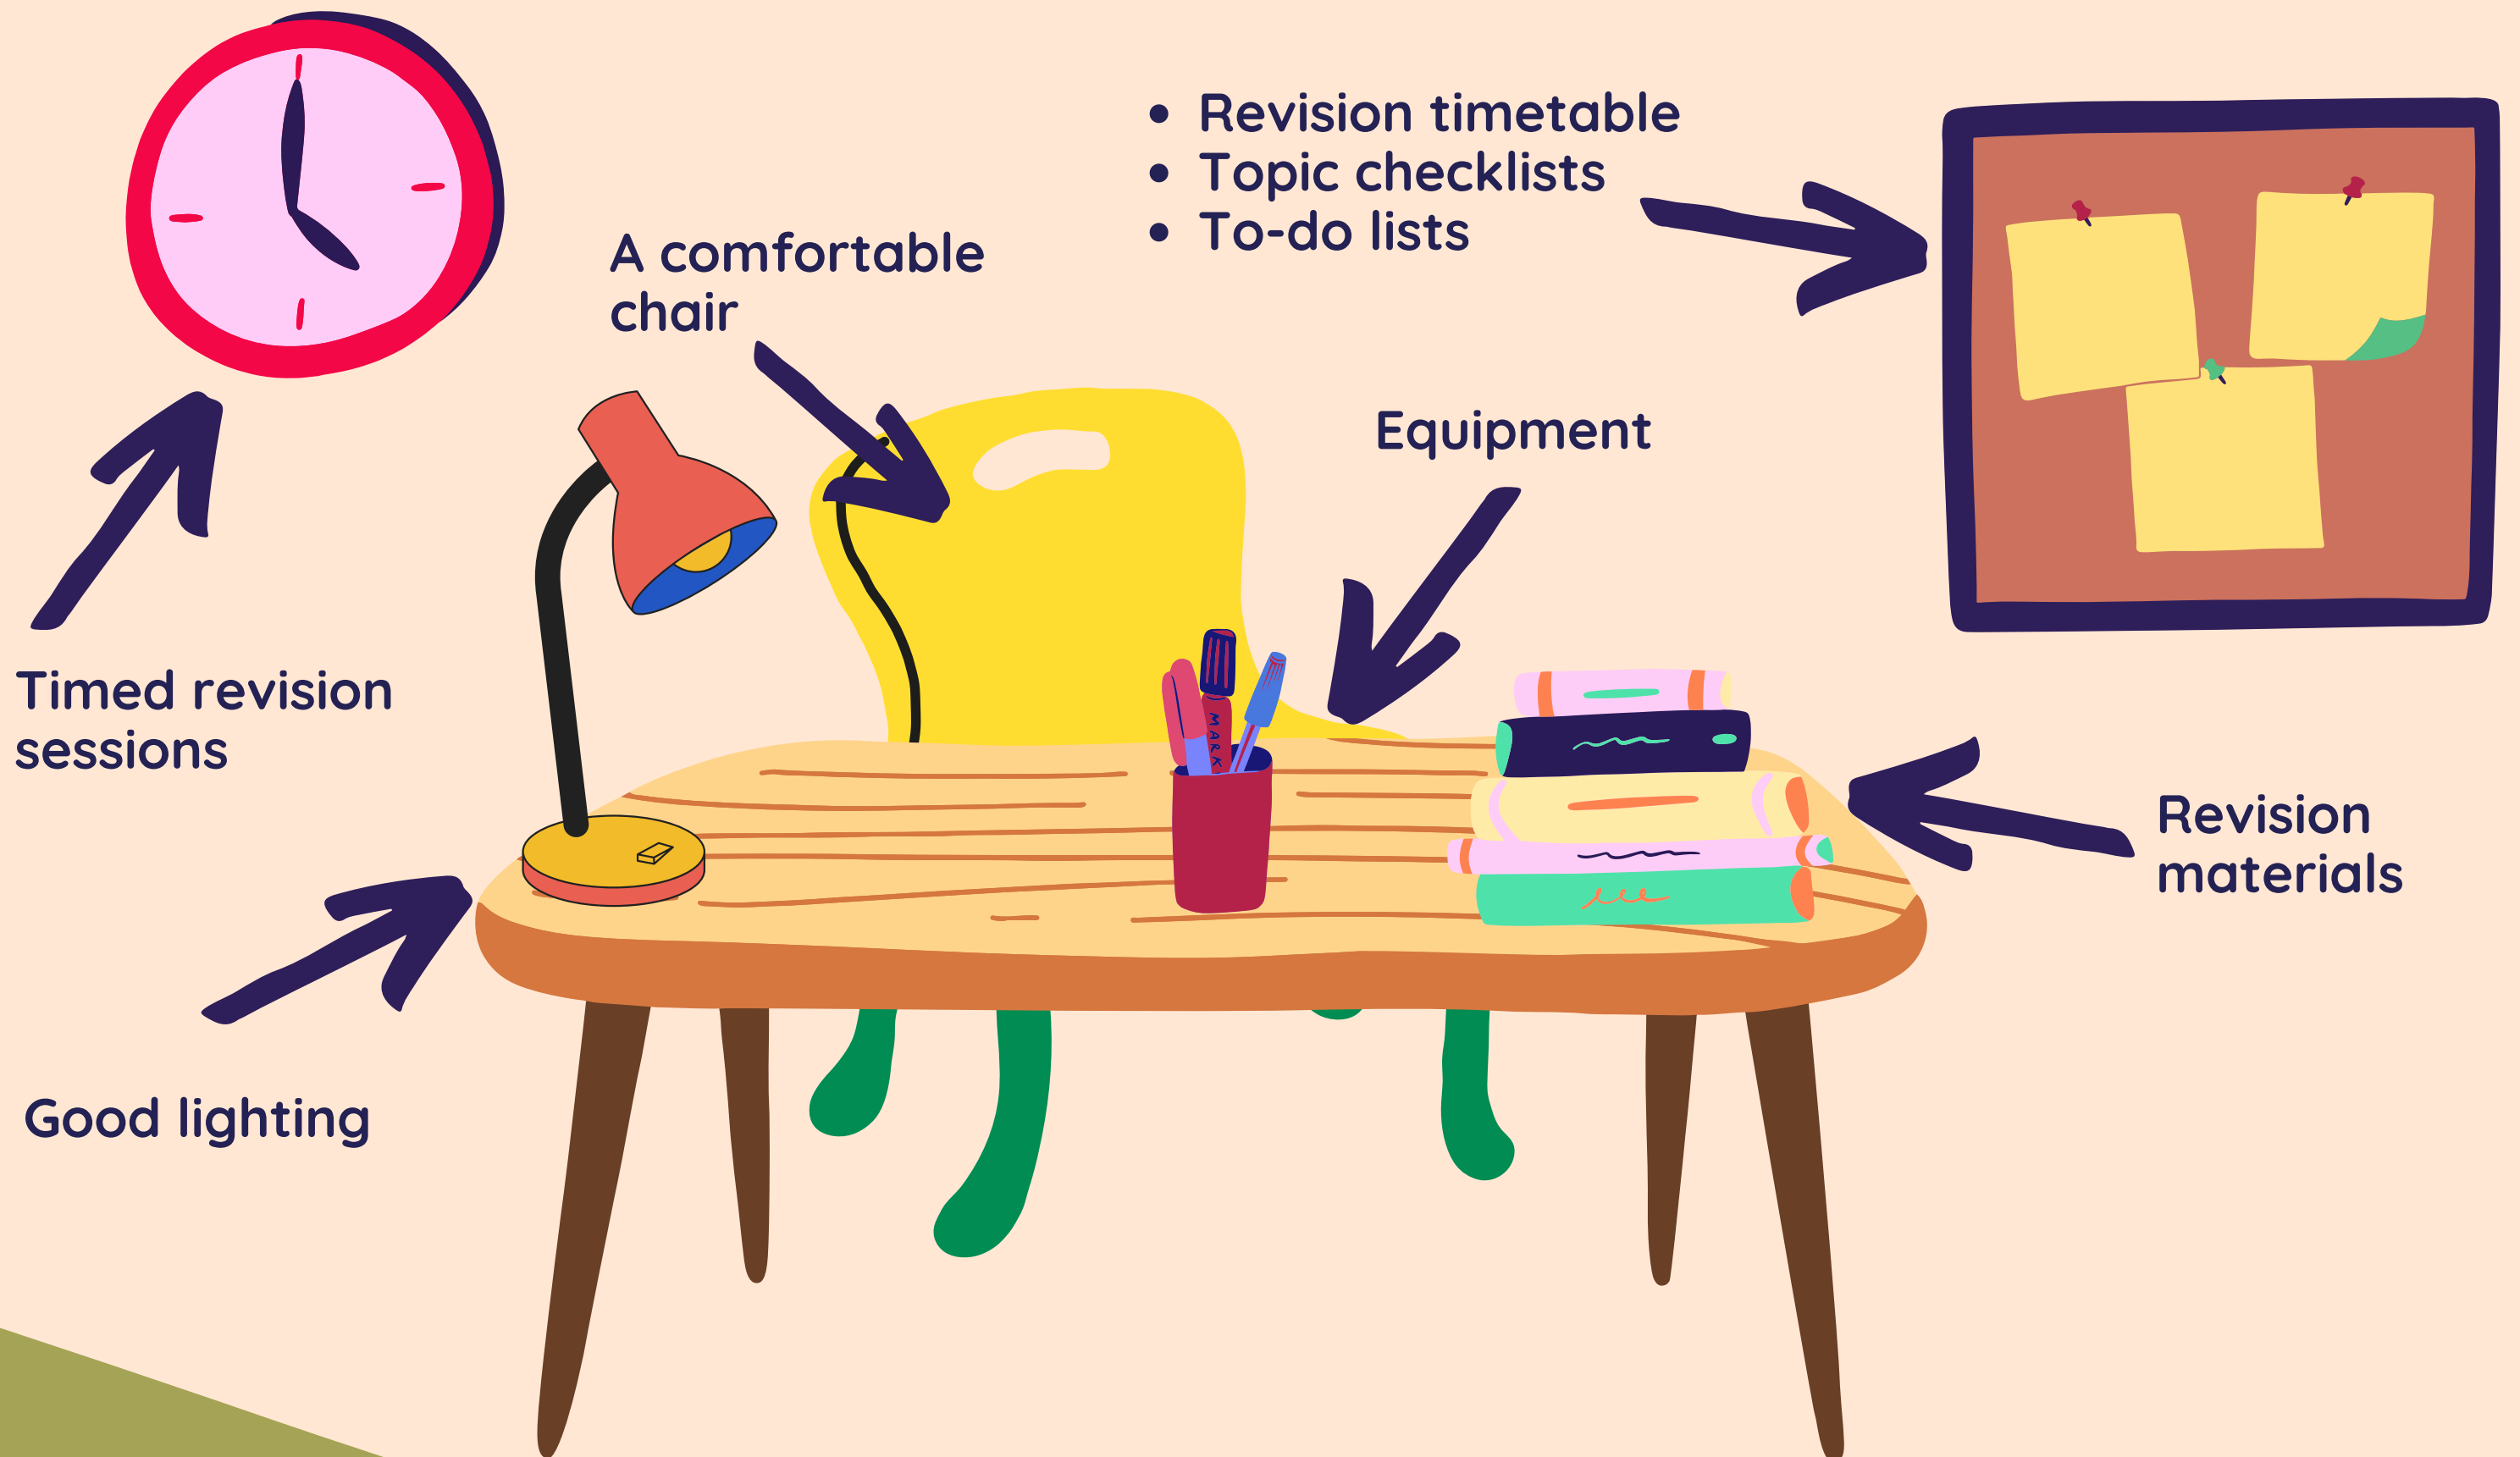 • Revision timetable
• Topic checklists
• To-do lists
A comfortable
chair
Equipment
Timed revision
sessions
MARK
Revision
materials
Good lighting